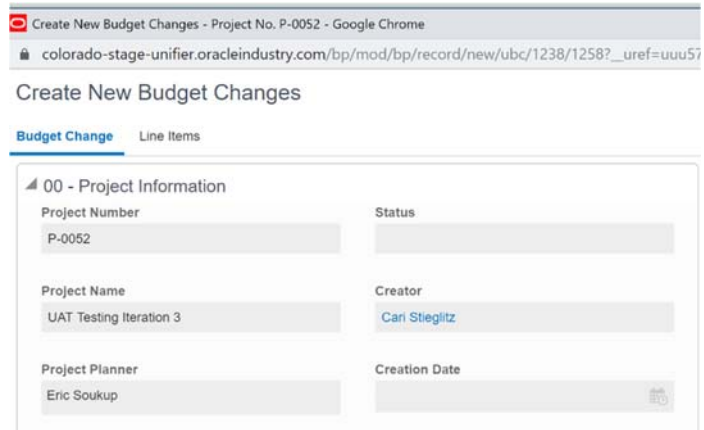 Create New Budget Changes - Project No. P-0052 - Google Chrome
colorado-stage-unifier.oracleindustry.com/bp/mod/bp/record/new/ubc/1238/1258?__uref=uuu57
Create New Budget Changes
Budget Change Line Items
00 - Project Information
Project Number Status
P-0052
Project Name Creator
UAT Testing Iteration 3 Cari Stieglitz
Project Planner Creation Date
Eric Soukup